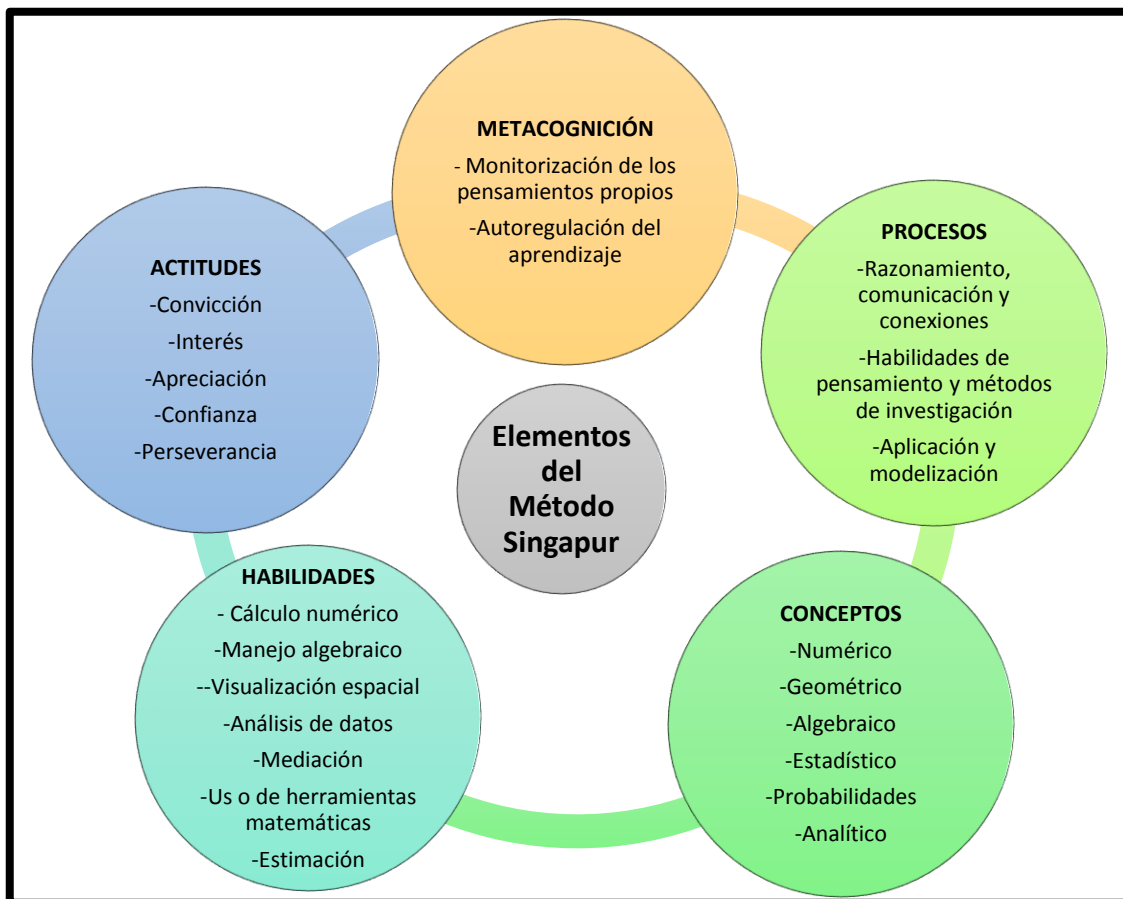 METACOGNICIÓN
- Monitorización de los
pensamientos propios
-Autoregulación del
aprendizaje
PROCESOS
-Razonamiento,
comunicación y
conexiones
-Habilidades de
pensamiento y métodos
de investigación
-Aplicación y
modelización
CONCEPTOS
-Numérico
-Geométrico
-Algebraico
-Estadístico
-Probabilidades
-Analítico
HABILIDADES
- Cálculo numérico
-Manejo algebraico
--Visualización espacial
-Análisis de datos
-Mediación
-Us o de herramientas
matemáticas
-Estimación
ACTITUDES
-Convicción
-Interés
-Apreciación
-Confianza
-Perseverancia
Elementos
del
Método
Singapur